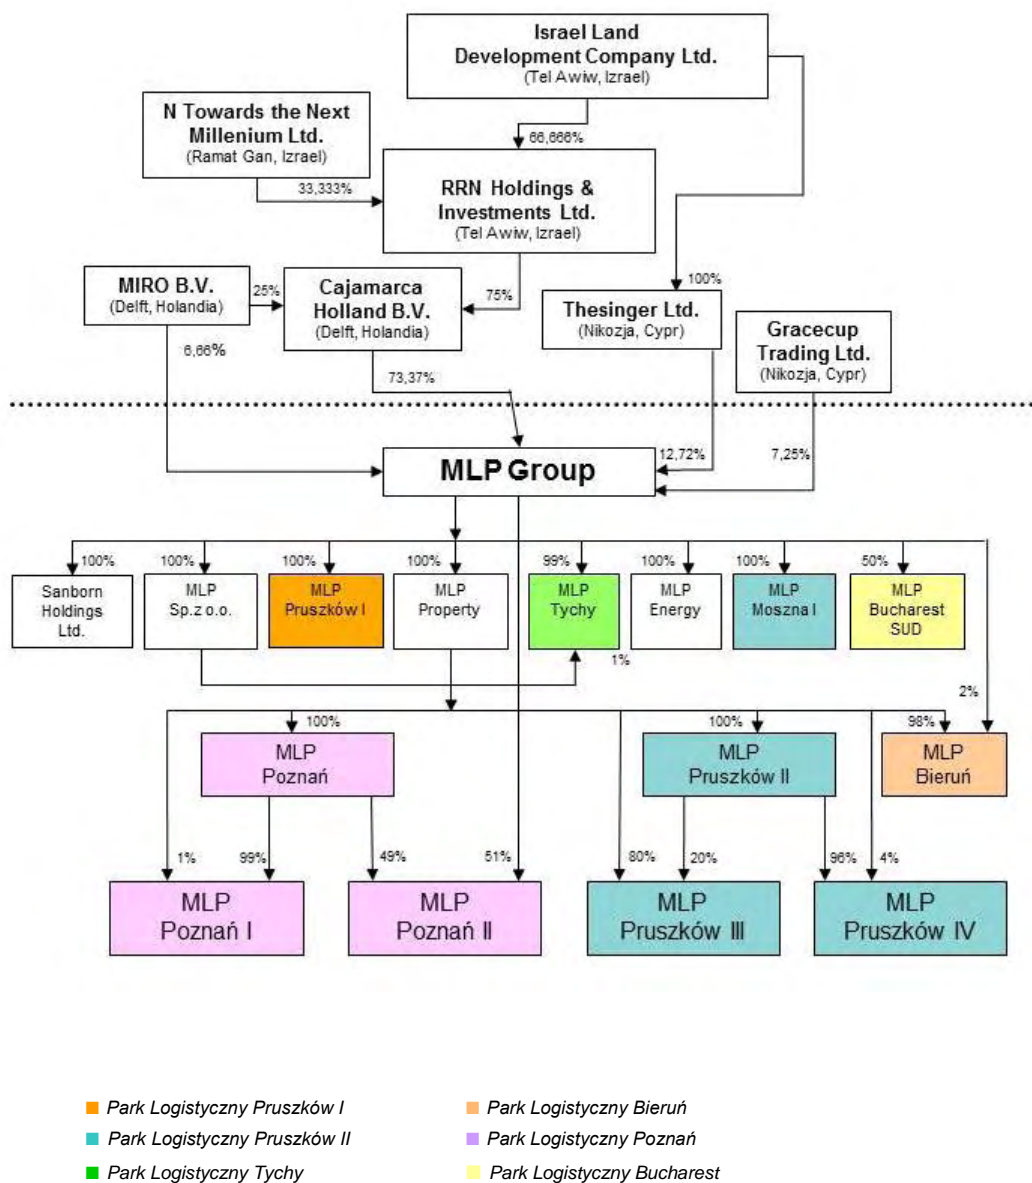 Israel Land
Development Company Ltd.
(Tel Awiw, Izrael)
N Towards the Next
Millenium Ltd.
(Ramat Gan, Izrael)
66,666%
33,333%
RRN Holdings &
Investments Ltd.
(Tel Awiw, Izrael)
MIRO B.V.
(Delft, Holandia)
25%
Cajamarca
Holland B.V.
(Delft, Holandia)
75%
100%
Thesinger Ltd.
(Nikozja, Cypr)
Gracecup
Trading Ltd.
(Nikozja, Cypr)
6,66%
73,37%
MLP Group
12,72%
7,25%
100%
100%
100%
100%
99%
100%
100%
50%
Sanborn
Holdings
Ltd.
MLP
Sp.z o.o.
MLP
Pruszków I
MLP
Property
MLP
Tychy
MLP
Energy
MLP
Moszna I
MLP
Bucharest
SUD
1%
2%
100%
100%
98%
MLP
Poznań
MLP
Pruszków II
MLP
Bieruń
1%
99%
49%
51%
80%
20%
96%
4%
MLP
Poznań I
MLP
Poznań II
MLP
Pruszków III
MLP
Pruszków IV
Park Logistyczny Pruszków I
Park Logistyczny Bieruń
Park Logistyczny Pruszków II
Park Logistyczny Poznań
Park Logistyczny Tychy
Park Logistyczny Bucharest